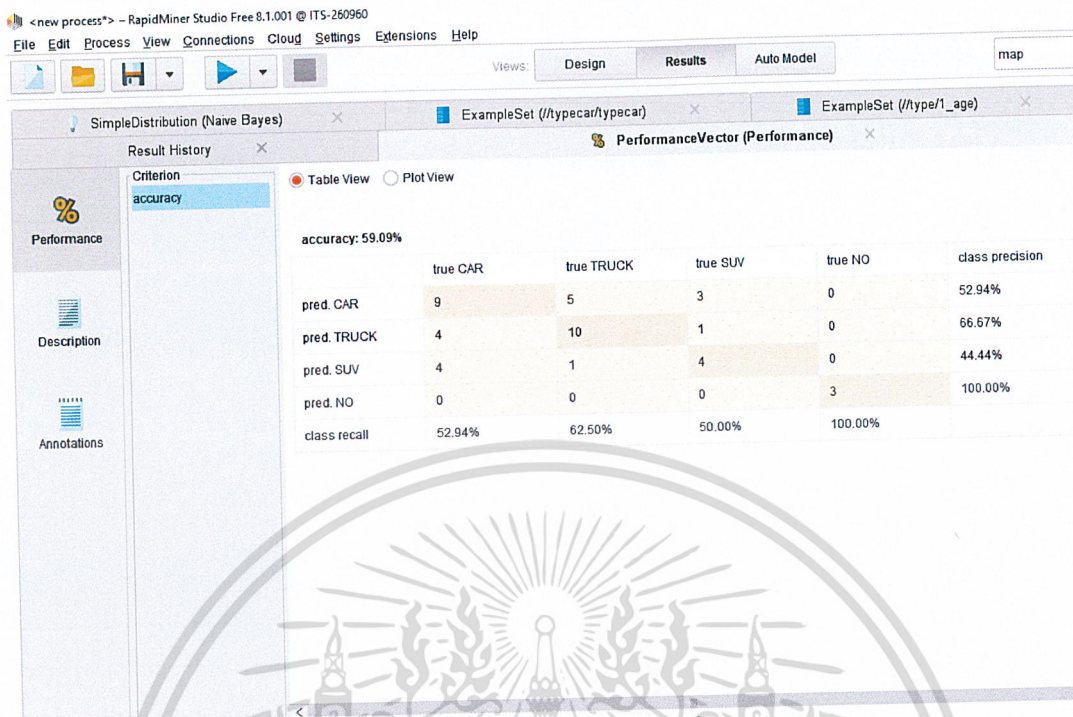 <new process*> – RapidMiner Studio Free 8.1.001 @ ITS-260960
File Edit Process View Connections Cloud Settings Extensions Help
Views: Design Results Auto Model map
SimpleDistribution (Naive Bayes) ExampleSet (//typecar/typecar) ExampleSet (//type/1_age)
Result History PerformanceVector (Performance)
Criterion
accuracy
Table View Plot View
% Performance
Description
Annotations
accuracy: 59.09%
true CAR true TRUCK true SUV true NO class precision
pred. CAR 9 5 3 0 52.94%
pred. TRUCK 4 10 1 0 66.67%
pred. SUV 4 1 4 0 44.44%
pred. NO 0 0 0 3 100.00%
class recall 52.94% 62.50% 50.00% 100.00%